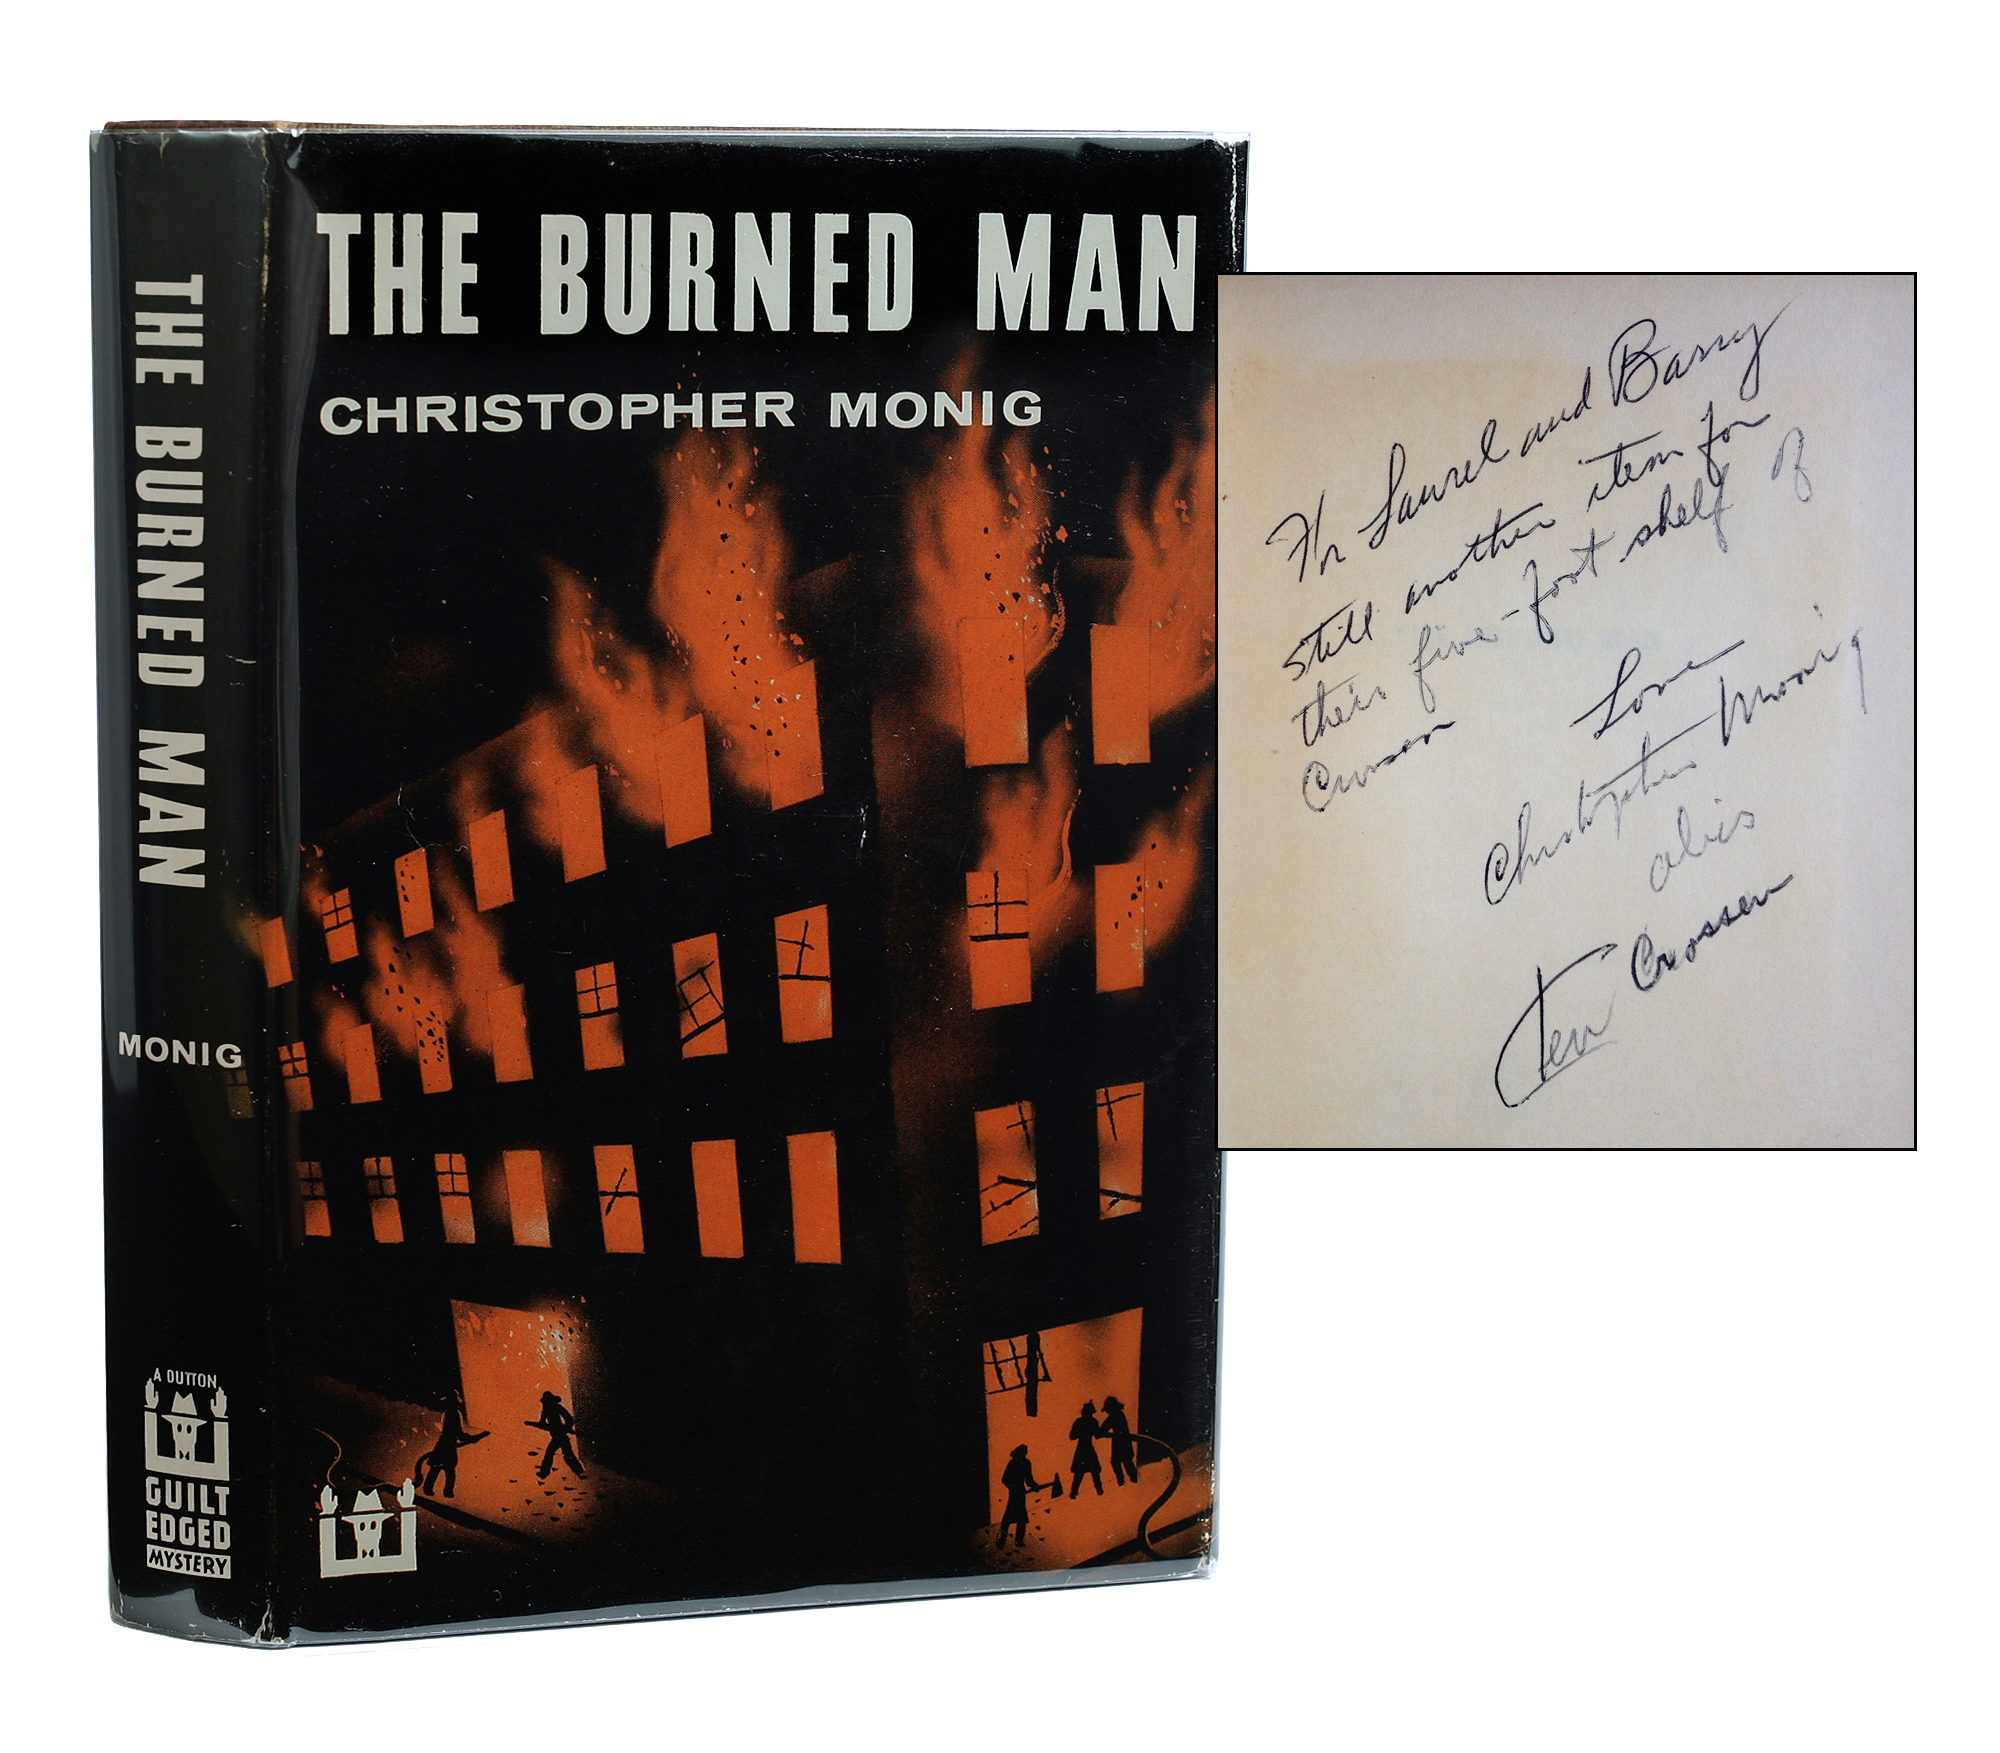 THE BURNED MAN
CHRISTOPHER MONIG
THE BURNED MAN
MONIG
A DUTTON
GUILT
EDGED
MYSTERY
For Laurel and Barry
still another item for
their five-foot shelf of
Crossen
Love
Christopher Monig
alias
Ken Crossen